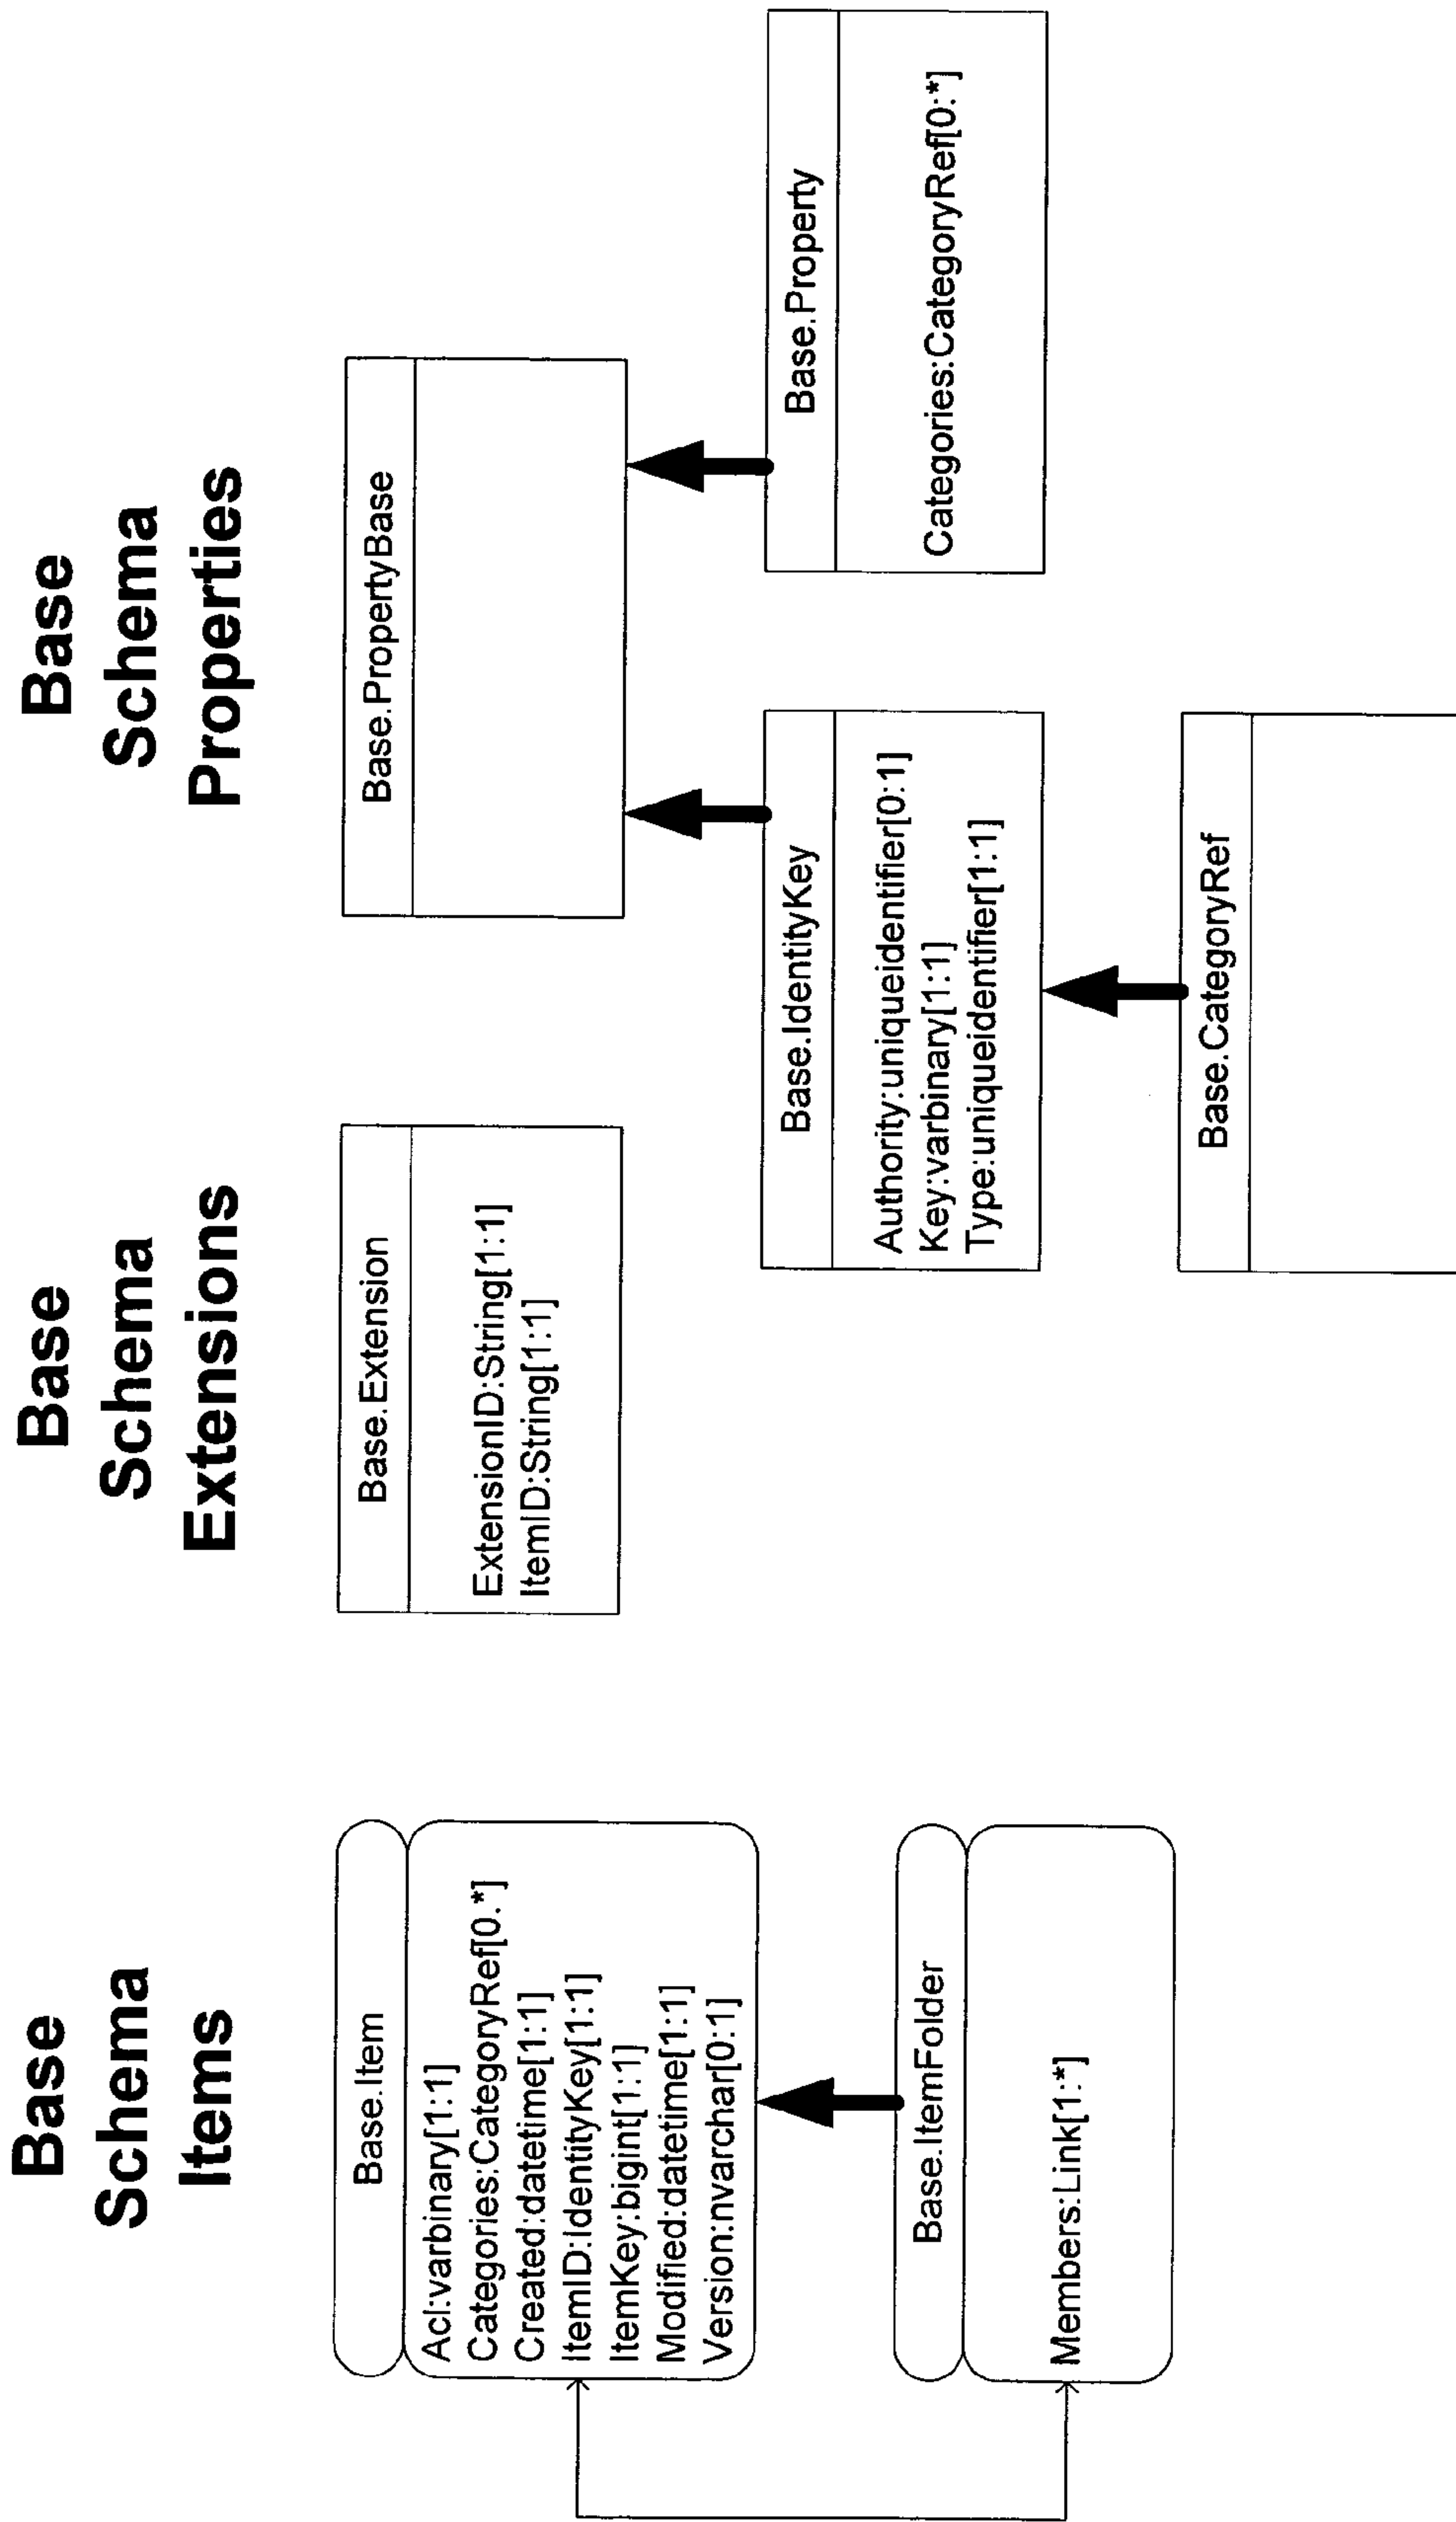 Base
Schema
Items
Base.Item
Acl:varbinary[1:1]
Categories:CategoryRef[0.*]
Created:datetime[1:1]
ItemID:IdentityKey[1:1]
ItemKey:bigint[1:1]
Modified:datetime[1:1]
Version:nvarchar[0:1]
Base.ItemFolder
Members:Link[1:*]
Base
Schema
Extensions
Base.Extension
ExtensionID:String[1:1]
ItemID:String[1:1]
Base
Schema
Properties
Base.PropertyBase
Base.IdentityKey
Authority:uniqueidentifier[0:1]
Key:varbinary[1:1]
Type:uniqueidentifier[1:1]
Base.Property
Categories:CategoryRef[0:*]
Base.CategoryRef